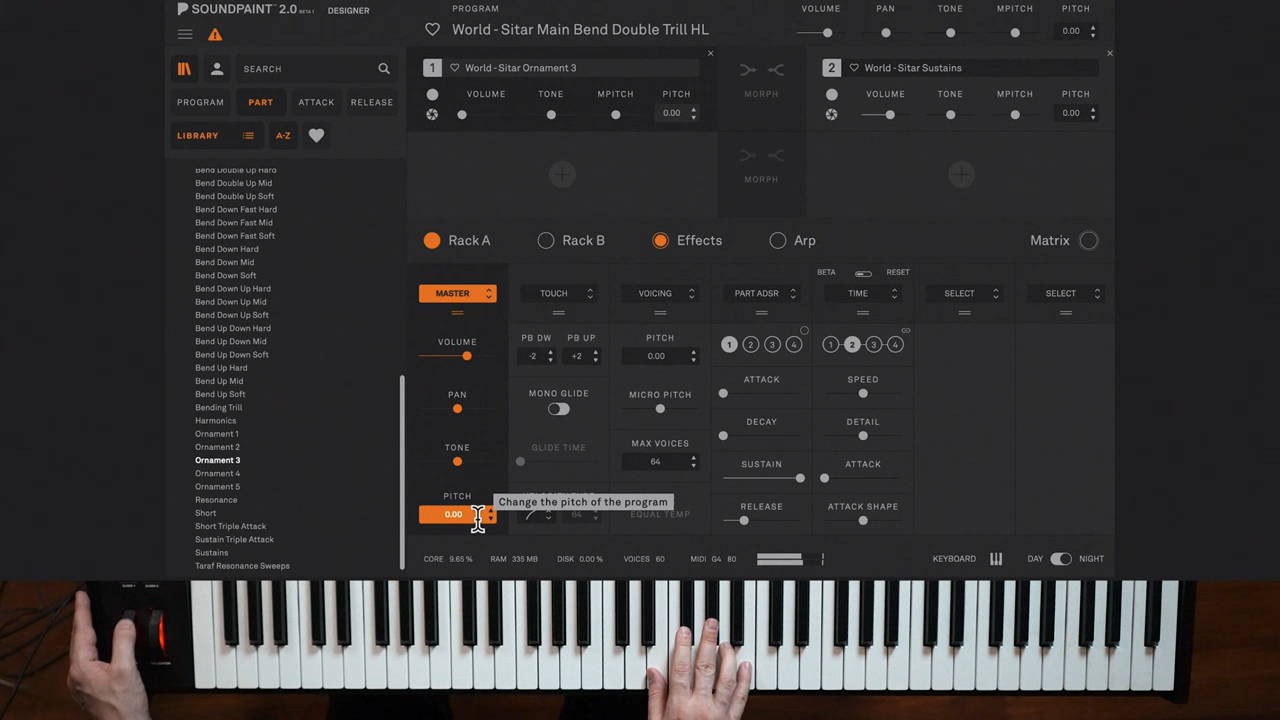 SOUNDPAINT™ 2.0 BETA 1 DESIGNER
PROGRAM
World - Sitar Main Bend Double Trill HL
VOLUME PAN TONE MPITCH PITCH
0.00
SEARCH
PROGRAM PART ATTACK RELEASE
LIBRARY A-Z
1 World - Sitar Ornament 3
VOLUME TONE MPITCH PITCH
0.00
MORPH
2 World - Sitar Sustains
VOLUME TONE MPITCH PITCH
0.00
MORPH
Bend Double Up Hard
Bend Double Up Mid
Bend Double Up Soft
Bend Down Fast Hard
Bend Down Fast Mid
Bend Down Fast Soft
Bend Down Hard
Bend Down Mid
Bend Down Soft
Bend Down Up Hard
Bend Down Up Mid
Bend Down Up Soft
Bend Up Down Hard
Bend Up Down Mid
Bend Up Down Soft
Bend Up Hard
Bend Up Mid
Bend Up Soft
Bending Trill
Harmonics
Ornament 1
Ornament 2
Ornament 3
Ornament 4
Ornament 5
Resonance
Short
Short Triple Attack
Sustain Triple Attack
Sustains
Taraf Resonance Sweeps
Rack A Rack B Effects Arp Matrix
BETA RESET
MASTER TOUCH VOICING PART ADSR TIME SELECT SELECT
VOLUME
PAN
TONE
PITCH
0.00
Change the pitch of the program
PB DW PB UP
-2 +2
MONO GLIDE
GLIDE TIME
64
PITCH
0.00
MICRO PITCH
MAX VOICES
64
EQUAL TEMP
1 2 3 4
ATTACK
DECAY
SUSTAIN
RELEASE
1 2 3 4
SPEED
DETAIL
ATTACK
ATTACK SHAPE
CORE 9.65 % RAM 335 MB DISK 0.00 % VOICES 60 MIDI G4 80 KEYBOARD DAY NIGHT